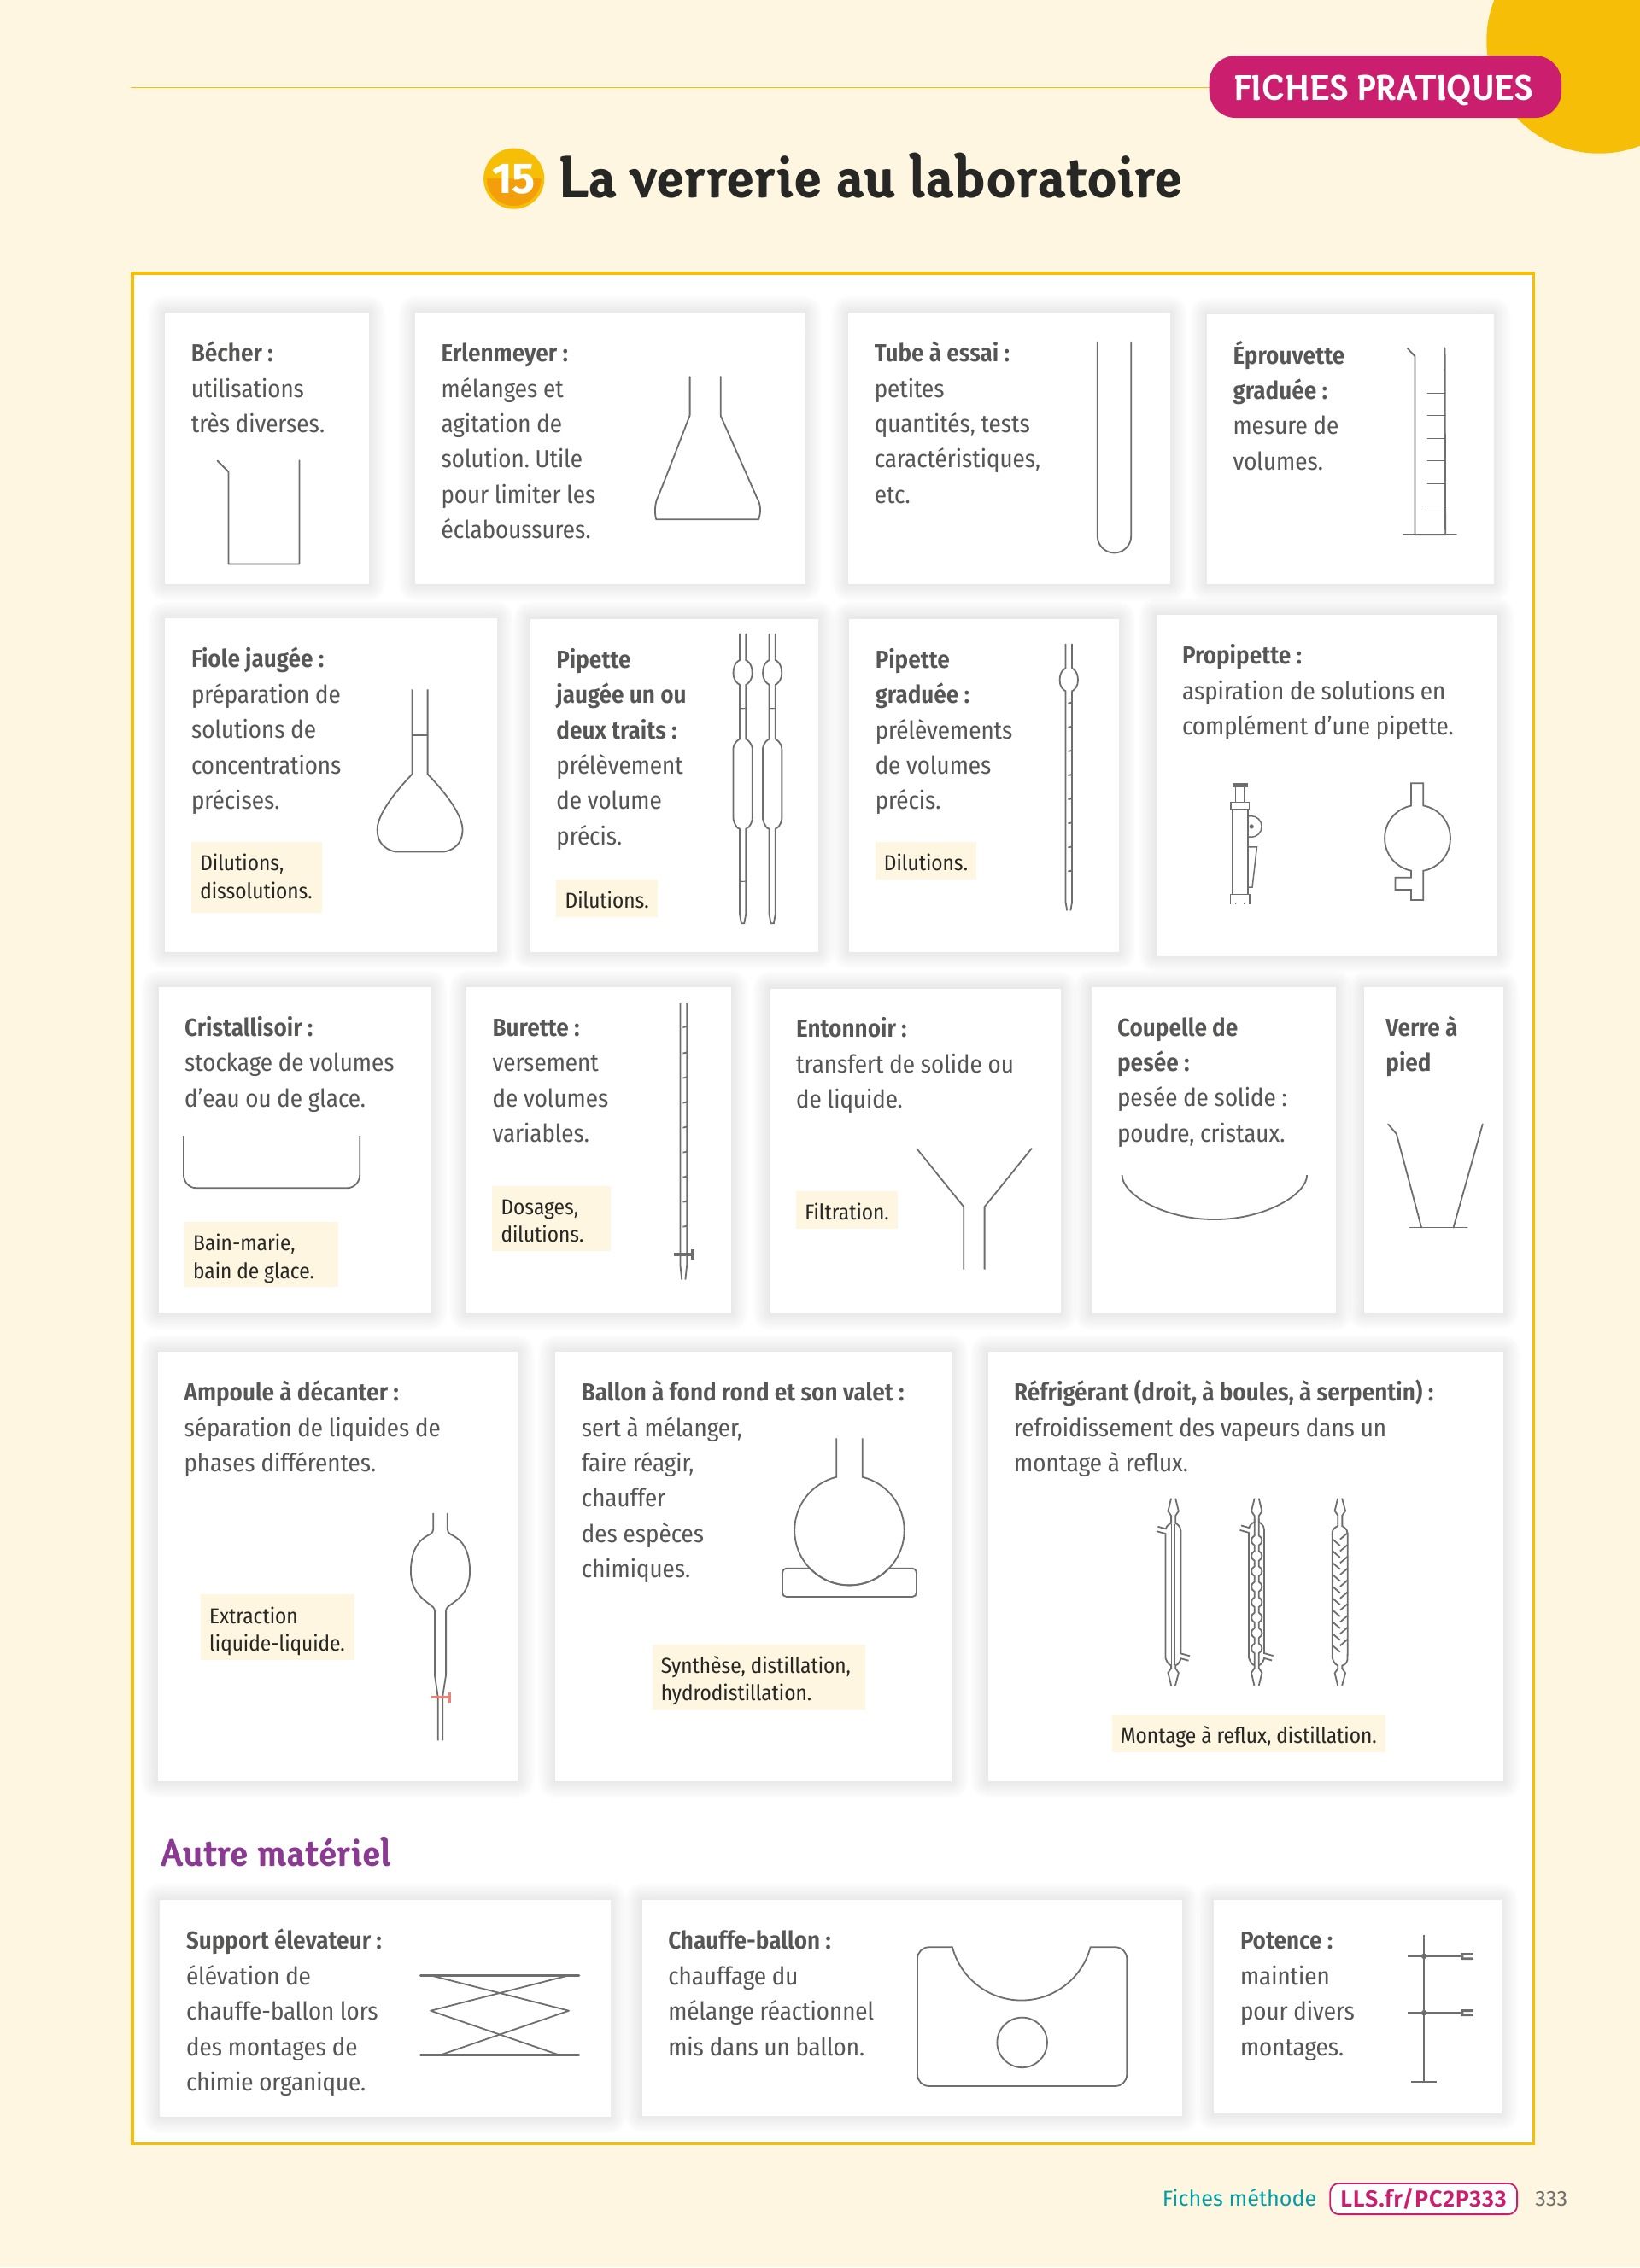 FICHES PRATIQUES
15 La verrerie au laboratoire
Bécher :
utilisations
très diverses.
Erlenmeyer :
mélanges et
agitation de
solution. Utile
pour limiter les
éclaboussures.
Tube à essai :
petites
quantités, tests
caractéristiques,
etc.
Éprouvette
graduée :
mesure de
volumes.
Fiole jaugée :
préparation de
solutions de
concentrations
précises.
Dilutions,
dissolutions.
Pipette
jaugée un ou
deux traits :
prélèvement
de volume
précis.
Dilutions.
Pipette
graduée :
prélèvements
de volumes
précis.
Dilutions.
Propipette :
aspiration de solutions en
complément d’une pipette.
Cristallisoir :
stockage de volumes
d’eau ou de glace.
Bain-marie,
bain de glace.
Burette :
versement
de volumes
variables.
Dosages,
dilutions.
Entonnoir :
transfert de solide ou
de liquide.
Filtration.
Coupelle de
pesée :
pesée de solide :
poudre, cristaux.
Verre à
pied
Ampoule à décanter :
séparation de liquides de
phases différentes.
Extraction
liquide-liquide.
Ballon à fond rond et son valet :
sert à mélanger,
faire réagir,
chauffer
des espèces
chimiques.
Synthèse, distillation,
hydrodistillation.
Réfrigérant (droit, à boules, à serpentin) :
refroidissement des vapeurs dans un
montage à reflux.
Montage à reflux, distillation.
Autre matériel
Support élevateur :
élévation de
chauffe-ballon lors
des montages de
chimie organique.
Chauffe-ballon :
chauffage du
mélange réactionnel
mis dans un ballon.
Potence :
maintien
pour divers
montages.
Fiches méthode LLS.fr/PC2P333 333